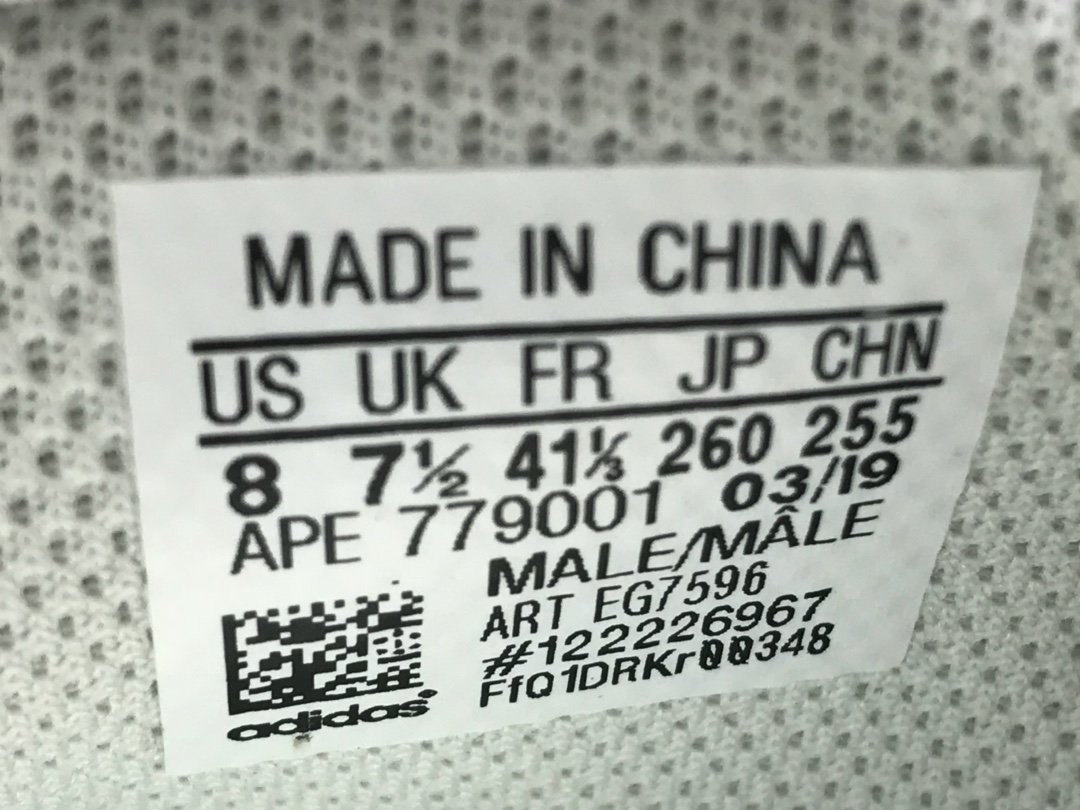 MADE IN CHINA
US UK FR JP CHN
8 7½ 41⅓ 260 255
APE 779001 03/19
MALE/MÂLE
ART EG7596
#122226967
FfQ1DRKr00348
adidas